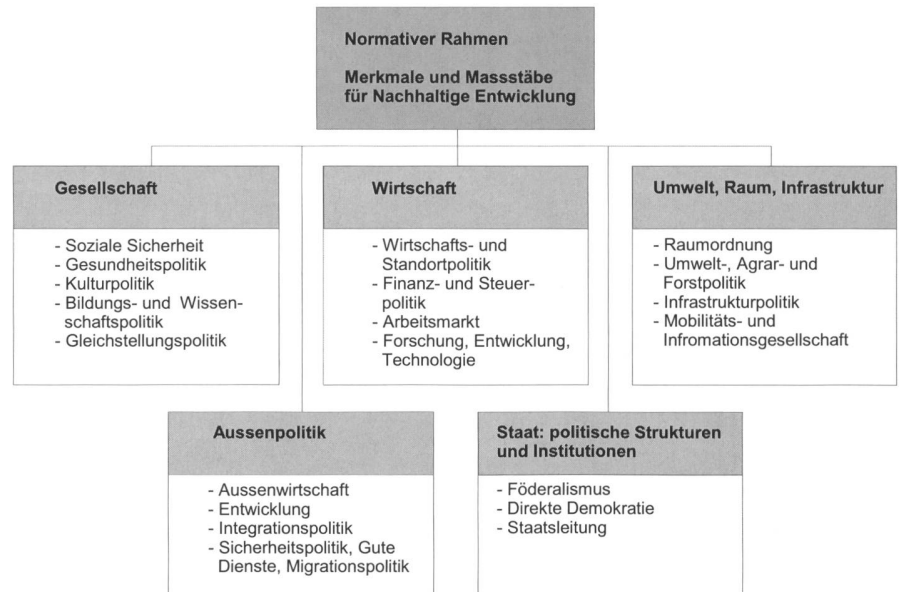 Normativer Rahmen
Merkmale und Massstäbe
für Nachhaltige Entwicklung
Gesellschaft
- Soziale Sicherheit
- Gesundheitspolitik
- Kulturpolitik
- Bildungs- und Wissen-
schaftspolitik
- Gleichstellungspolitik
Wirtschaft
- Wirtschafts- und
Standortpolitik
- Finanz- und Steuer-
politik
- Arbeitsmarkt
- Forschung, Entwicklung,
Technologie
Umwelt, Raum, Infrastruktur
- Raumordnung
- Umwelt-, Agrar- und
Forstpolitik
- Infrastrukturpolitik
- Mobilitäts- und
Infromationsgesellschaft
Aussenpolitik
- Aussenwirtschaft
- Entwicklung
- Integrationspolitik
- Sicherheitspolitik, Gute
Dienste, Migrationspolitik
Staat: politische Strukturen
und Institutionen
- Föderalismus
- Direkte Demokratie
- Staatsleitung